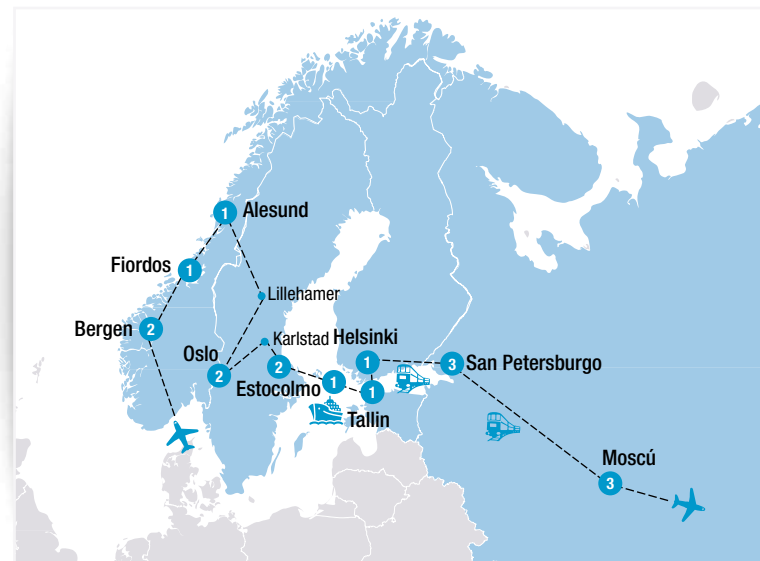 1 Alesund
Fiordos 1
Lillehamer
Bergen 2
Karlstad Helsinki
Oslo 1 3 San Petersburgo
2 Estocolmo 2 1 1
Tallin
Moscú
3